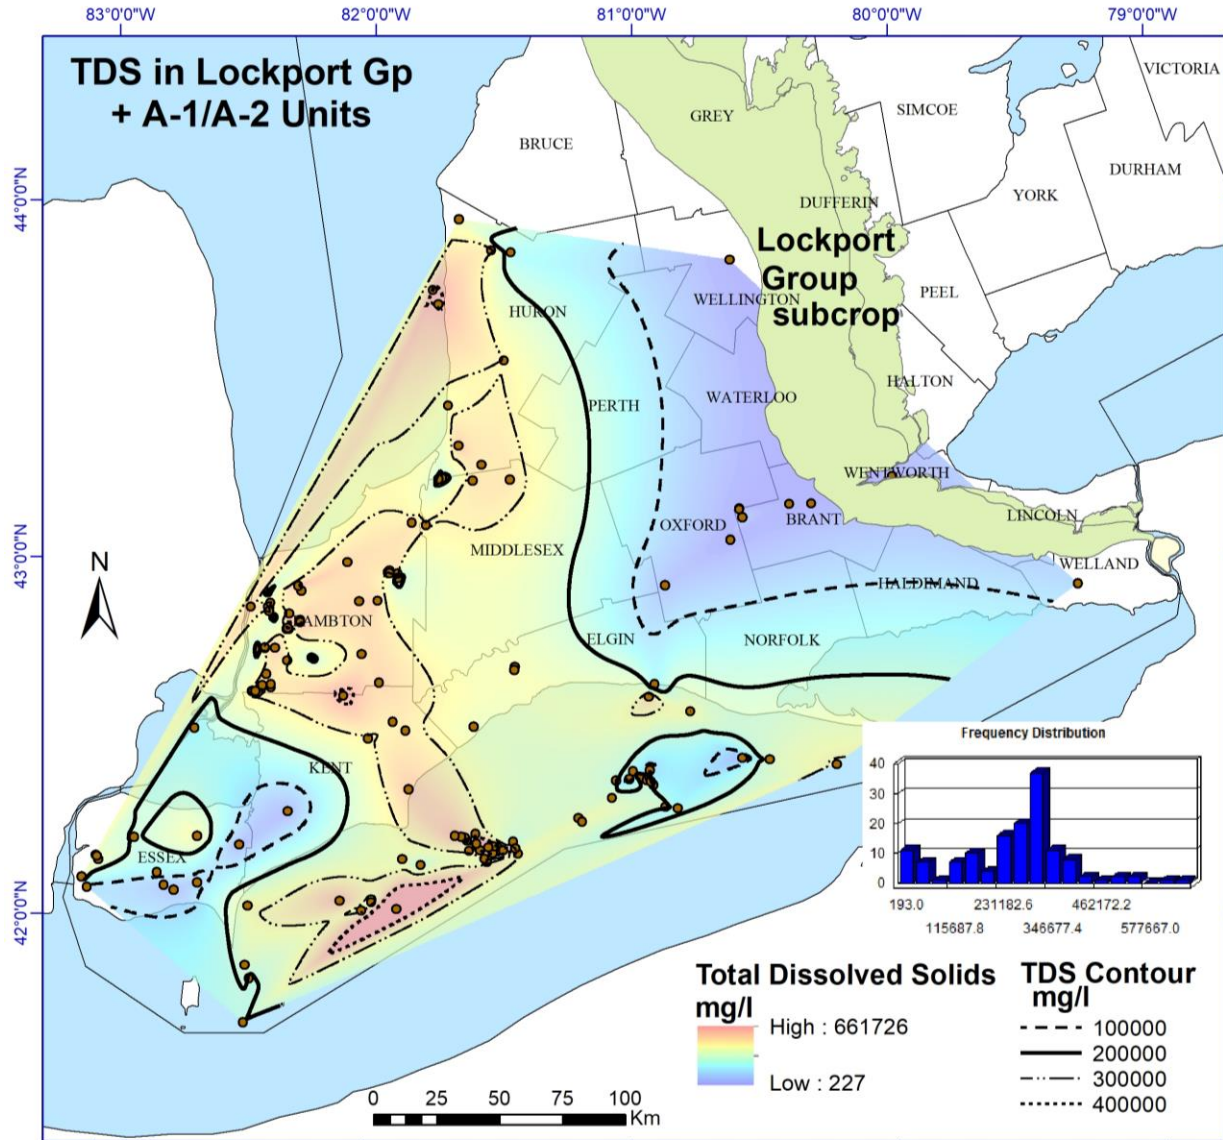 83°0'0"W 82°0'0"W 81°0'0"W 80°0'0"W 79°0'0"W
TDS in Lockport Gp
+ A-1/A-2 Units
VICTORIA
GREY
SIMCOE
BRUCE
DURHAM
44°0'0"N
YORK
DUFFERIN
Lockport
Group
subcrop
PEEL
WELLINGTON
HURON
HALTON
WATERLOO
PERTH
WENTWORTH
LINCOLN
OXFORD
BRANT
MIDDLESEX
43°0'0"N
WELLAND
HALDIMAND
N
LAMBTON
ELGIN
NORFOLK
KENT
ESSEX
42°0'0"N
Frequency Distribution
40
30
20
10
0
193.0 231182.6 462172.2
115687.8 346677.4 577667.0
Total Dissolved Solids
mg/l
High : 661726
Low : 227
TDS Contour
mg/l
100000
200000
300000
400000
0 12.5 25 50 75 100
Km